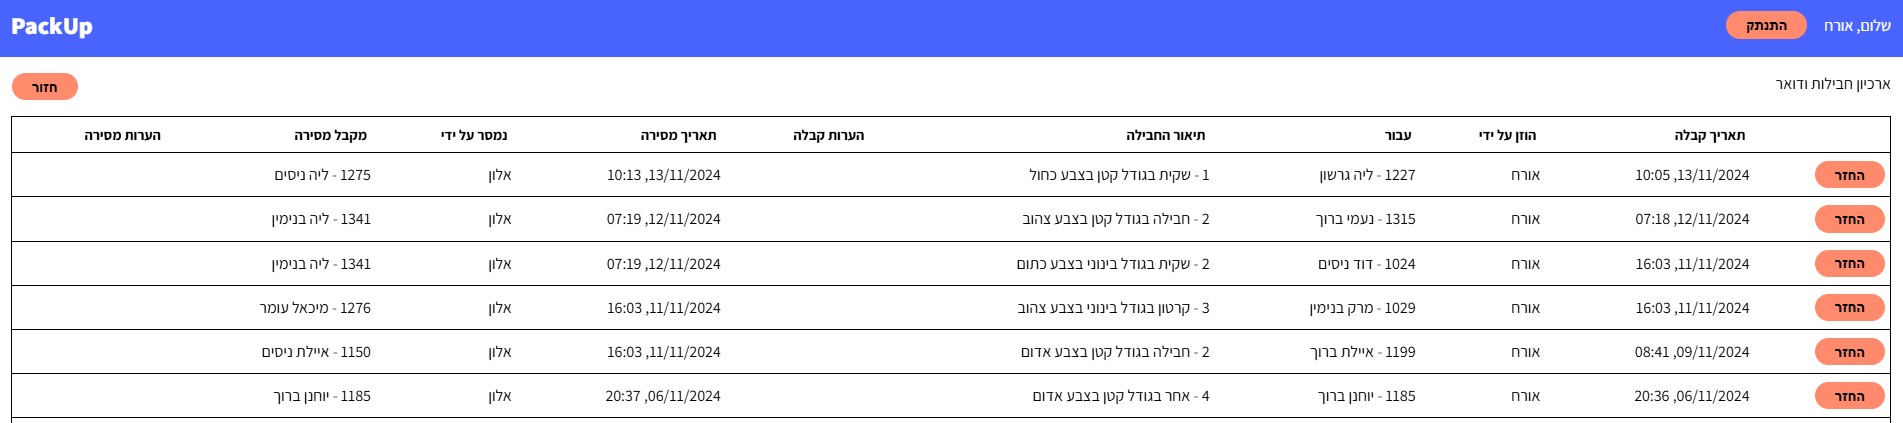 שלום, אורח התנתק PackUp
ארכיון חבילות ודואר חזור
תאריך קבלה הוזן על ידי עבור תיאור החבילה הערות קבלה תאריך מסירה נמסר על ידי מקבל מסירה הערות מסירה
החזר 13/11/2024, 10:05 אורח 1227 - ליה גרשון 1 - שקית בגודל קטן בצבע כחול 13/11/2024, 10:13 אלון 1275 - ליה ניסים
החזר 12/11/2024, 07:18 אורח 1315 - נעמי ברוך 2 - חבילה בגודל קטן בצבע צהוב 12/11/2024, 07:19 אלון 1341 - ליה בנימין
החזר 11/11/2024, 16:03 אורח 1024 - דוד ניסים 2 - שקית בגודל בינוני בצבע כתום 12/11/2024, 07:19 אלון 1341 - ליה בנימין
החזר 11/11/2024, 16:03 אורח 1029 - מרק בנימין 3 - קרטון בגודל בינוני בצבע צהוב 11/11/2024, 16:03 אלון 1276 - מיכאל עומר
החזר 09/11/2024, 08:41 אורח 1199 - איילת ברוך 2 - חבילה בגודל קטן בצבע אדום 11/11/2024, 16:03 אלון 1150 - איילת ניסים
החזר 06/11/2024, 20:36 אורח 1185 - יוחנן ברוך 4 - אחר בגודל קטן בצבע אדום 06/11/2024, 20:37 אלון 1185 - יוחנן ברוך